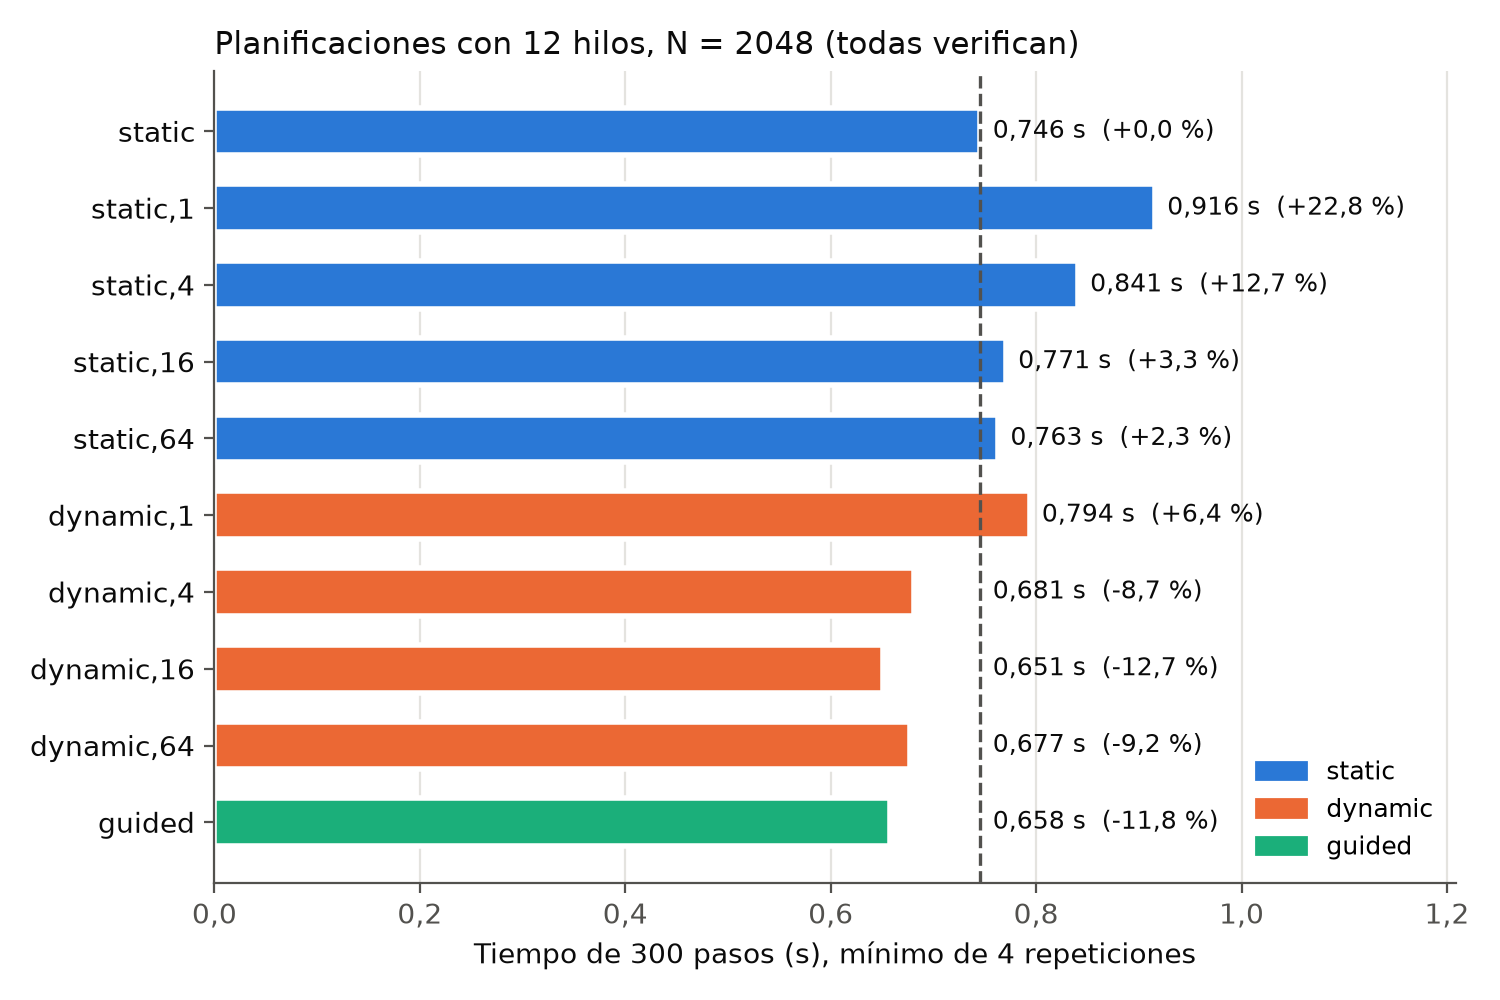 Planificaciones con 12 hilos, N = 2048 (todas verifican)
static 0,746 s (+0,0 %)
static,1 0,916 s (+22,8 %)
static,4 0,841 s (+12,7 %)
static,16 0,771 s (+3,3 %)
static,64 0,763 s (+2,3 %)
dynamic,1 0,794 s (+6,4 %)
dynamic,4 0,681 s (-8,7 %)
dynamic,16 0,651 s (-12,7 %)
dynamic,64 0,677 s (-9,2 %)
guided 0,658 s (-11,8 %)
static
dynamic
guided
0,0 0,2 0,4 0,6 0,8 1,0 1,2
Tiempo de 300 pasos (s), mínimo de 4 repeticiones